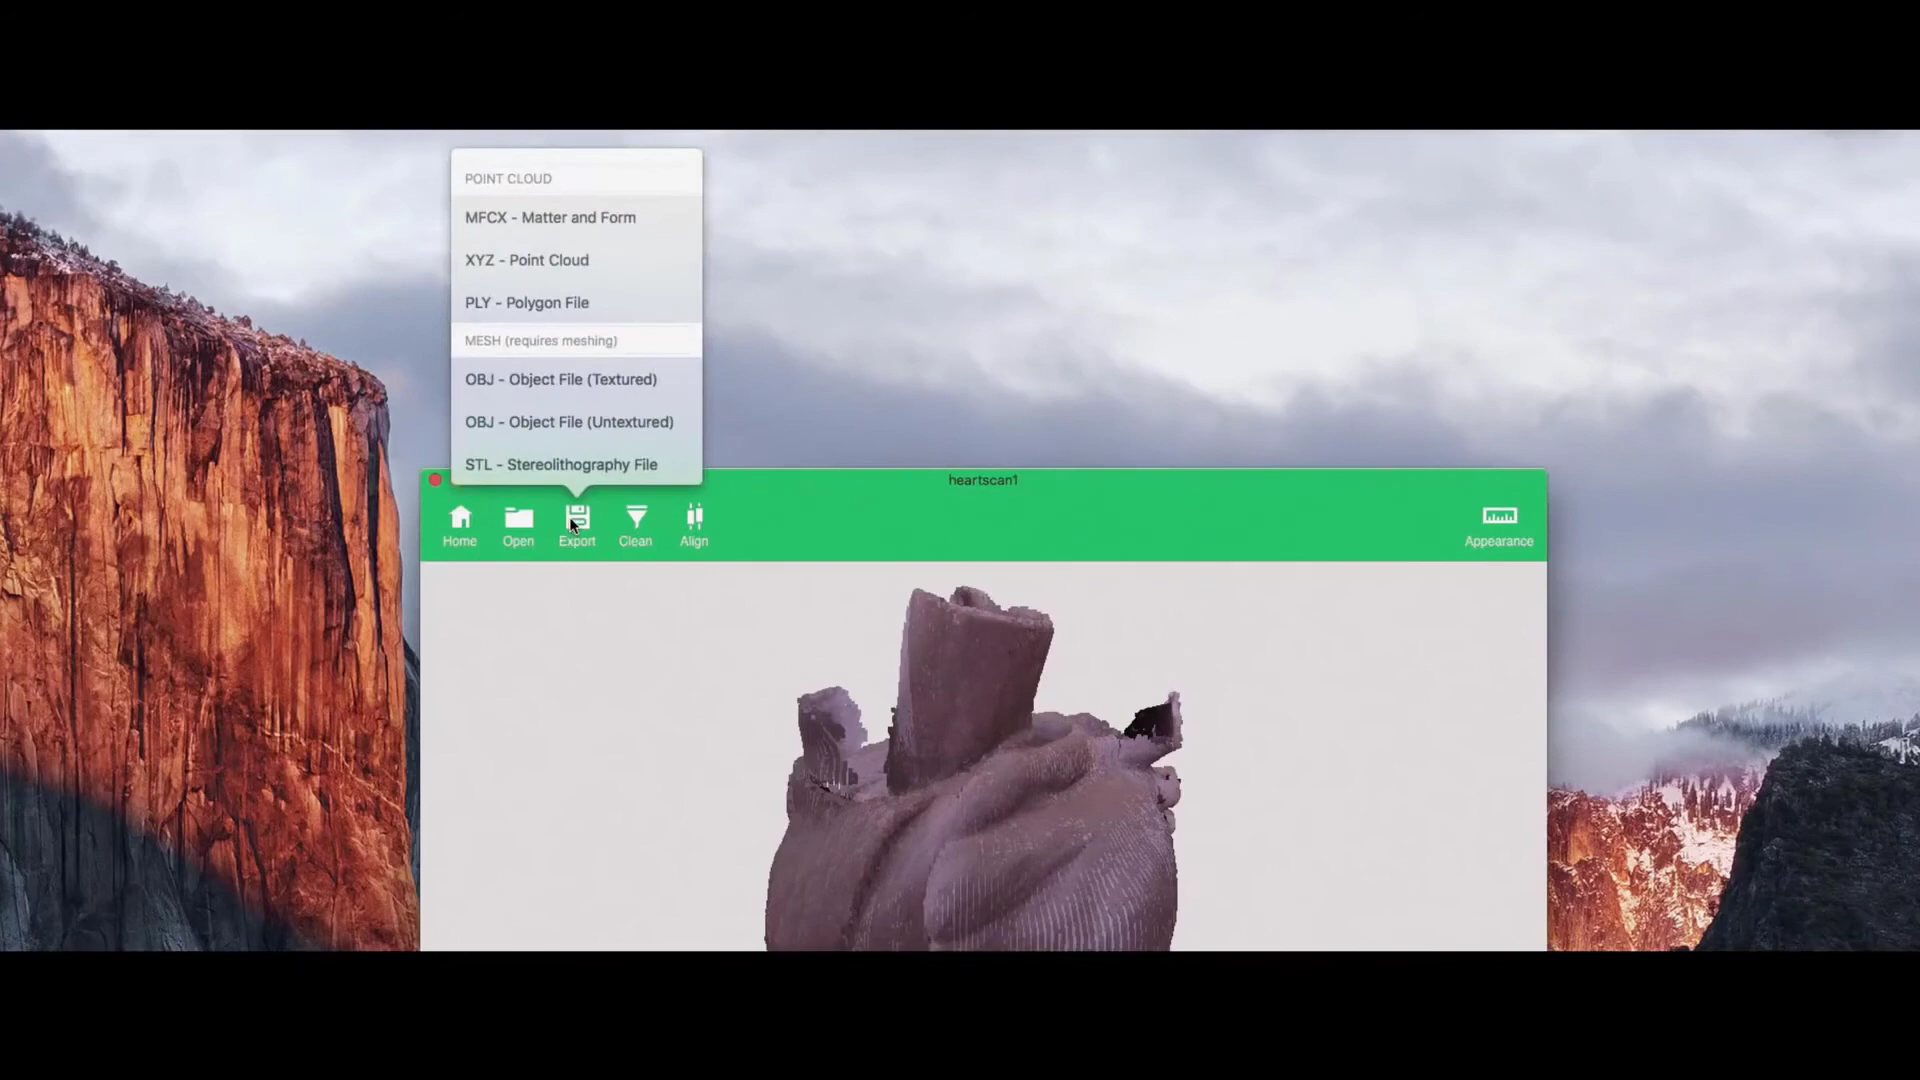 POINT CLOUD
MFCX - Matter and Form
XYZ - Point Cloud
PLY - Polygon File
MESH (requires meshing)
OBJ - Object File (Textured)
OBJ - Object File (Untextured)
STL - Stereolithography File
heartscan1
Home Open Export Clean Align Appearance